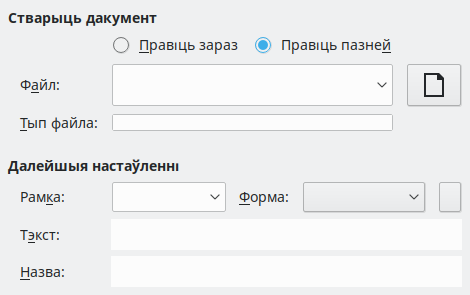 Стварыць дакумент
Правіць зараз Правіць пазней
Файл:
Тып файла:
Далейшыя настаўленні
Рамка: Форма:
Тэкст:
Назва: